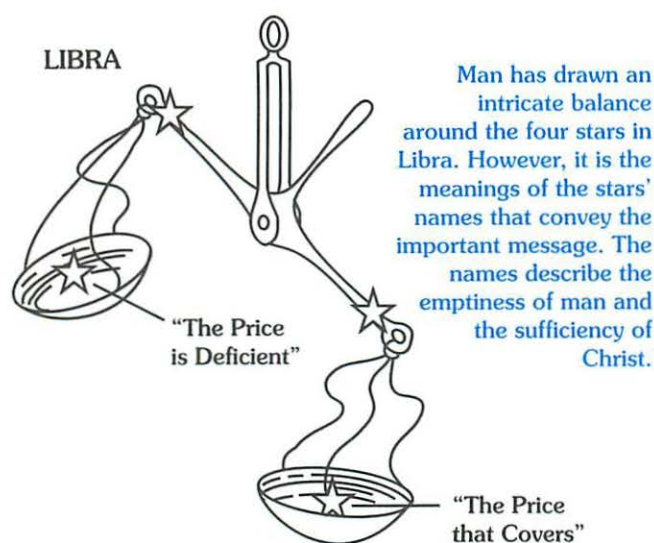 LIBRA
Man has drawn an
intricate balance
around the four stars in
Libra. However, it is the
meanings of the stars'
names that convey the
important message. The
names describe the
emptiness of man and
the sufficiency of
Christ.
“The Price
is Deficient”
“The Price
that Covers”